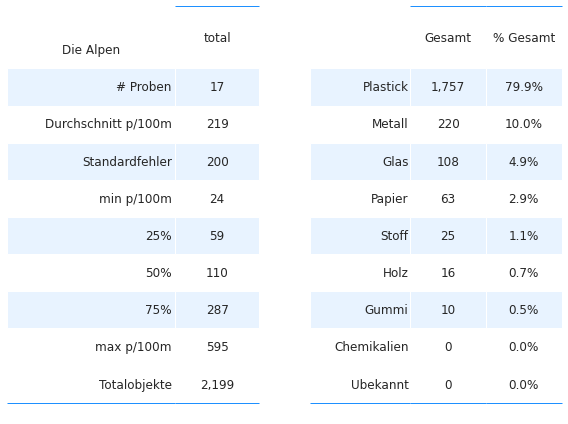 Die Alpen total
# Proben 17
Durchschnitt p/100m 219
Standardfehler 200
min p/100m 24
25% 59
50% 110
75% 287
max p/100m 595
Totalobjekte 2,199
Gesamt % Gesamt
Plastick 1,757 79.9%
Metall 220 10.0%
Glas 108 4.9%
Papier 63 2.9%
Stoff 25 1.1%
Holz 16 0.7%
Gummi 10 0.5%
Chemikalien 0 0.0%
Ubekannt 0 0.0%